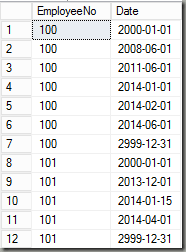 EmployeeNo Date
1 100 2000-01-01
2 100 2008-06-01
3 100 2011-06-01
4 100 2014-01-01
5 100 2014-02-01
6 100 2014-06-01
7 100 2999-12-31
8 101 2000-01-01
9 101 2013-12-01
10 101 2014-01-15
11 101 2014-04-01
12 101 2999-12-31